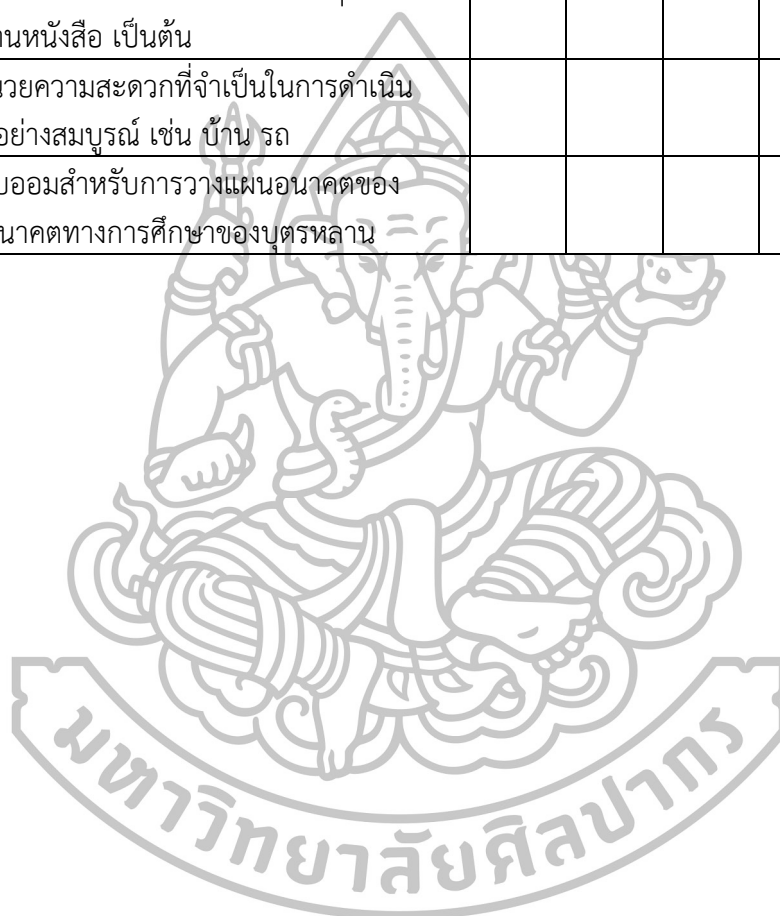 านหนังสือ เป็นต้น
นวยความสะดวกที่จำเป็นในการดำเนิน
อย่างสมบูรณ์ เช่น บ้าน รถ
บออมสำหรับการวางแผนอนาคตของ
นาคตทางการศึกษาของบุตรหลาน
มหาวิทยาลัยศิลปากร